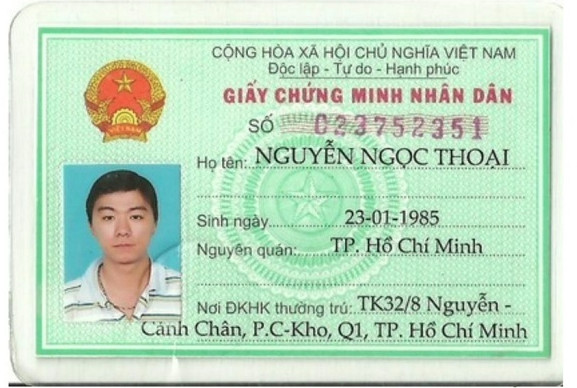 CỘNG HÒA XÃ HỘI CHỦ NGHĨA VIỆT NAM
Độc lập - Tự do - Hạnh phúc
GIẤY CHỨNG MINH NHÂN DÂN
SỐ 023752351
Họ tên: NGUYỄN NGỌC THOẠI
Sinh ngày 23-01-1985
Nguyên quán: TP. Hồ Chí Minh
Nơi ĐKHK thường trú: TK32/8 Nguyễn -
Cảnh Chân, P.C-Kho, Q1, TP. Hồ Chí Minh
VIỆT NAM